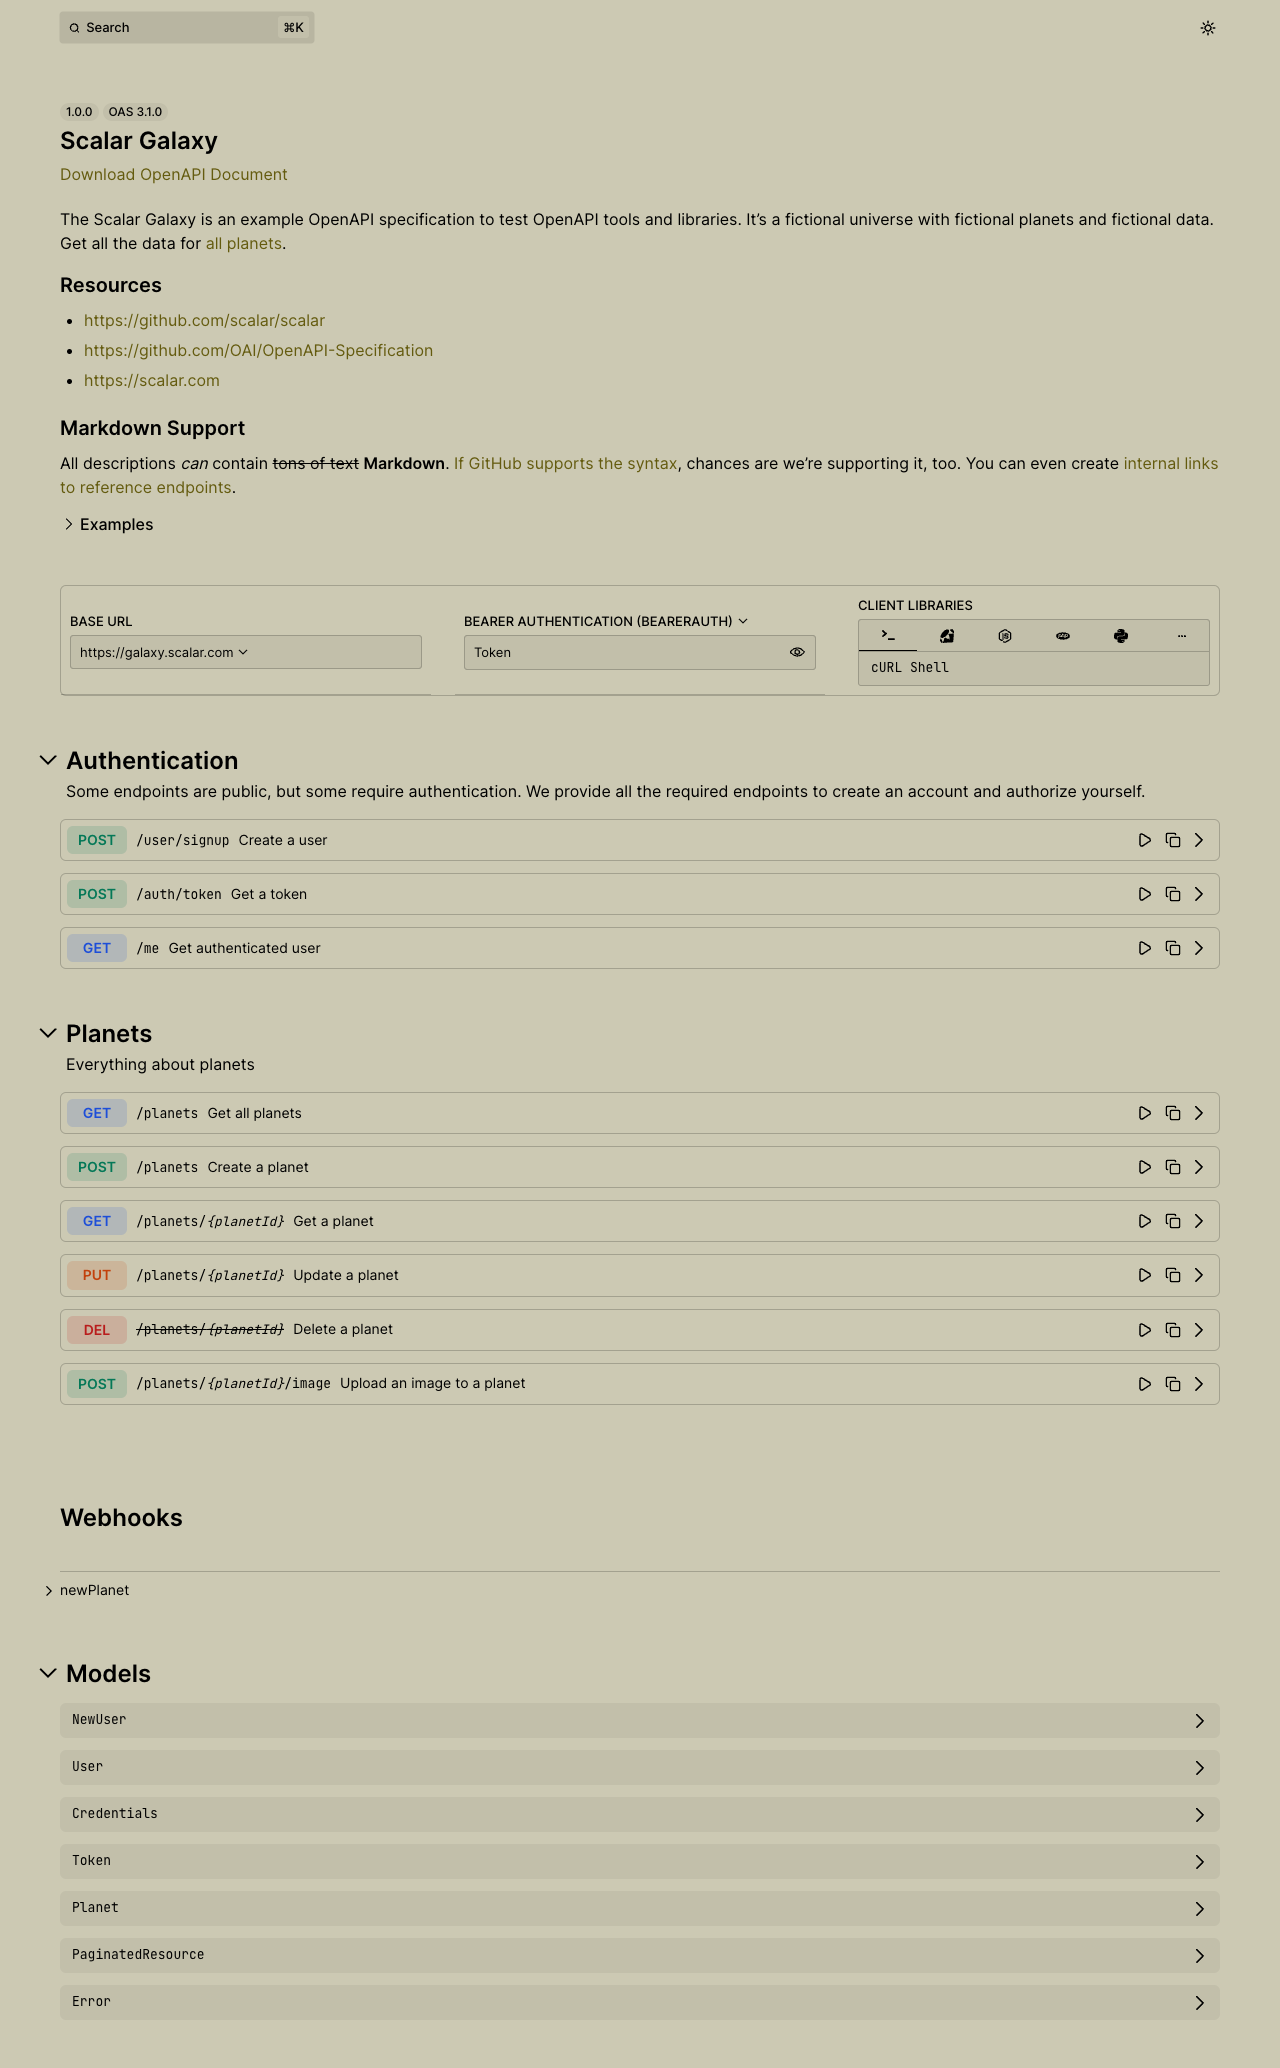 Search ⌘K
1.0.0 OAS 3.1.0
Scalar Galaxy
Download OpenAPI Document
The Scalar Galaxy is an example OpenAPI specification to test OpenAPI tools and libraries. It’s a fictional universe with fictional planets and fictional data.
Get all the data for all planets.
Resources
• https://github.com/scalar/scalar
• https://github.com/OAI/OpenAPI-Specification
• https://scalar.com
Markdown Support
All descriptions can contain tons of text Markdown. If GitHub supports the syntax, chances are we’re supporting it, too. You can even create internal links
to reference endpoints.
Examples
BASE URL
https://galaxy.scalar.com
BEARER AUTHENTICATION (BEARERAUTH)
Token
CLIENT LIBRARIES
cURL Shell
Authentication
Some endpoints are public, but some require authentication. We provide all the required endpoints to create an account and authorize yourself.
POST /user/signup Create a user
POST /auth/token Get a token
GET /me Get authenticated user
Planets
Everything about planets
GET /planets Get all planets
POST /planets Create a planet
GET /planets/{planetId} Get a planet
PUT /planets/{planetId} Update a planet
DEL /planets/{planetId} Delete a planet
POST /planets/{planetId}/image Upload an image to a planet
Webhooks
newPlanet
Models
NewUser
User
Credentials
Token
Planet
PaginatedResource
Error